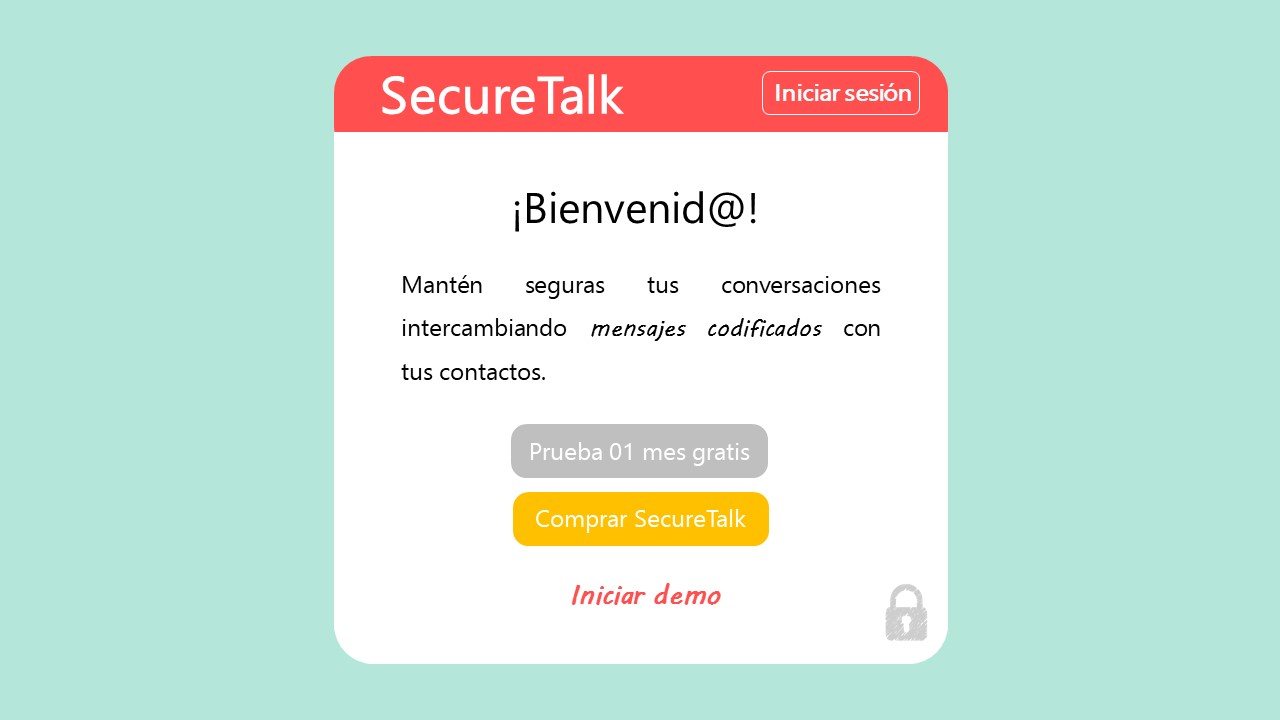 SecureTalk
Iniciar sesión
¡Bienvenid@!
Mantén seguras tus conversaciones
intercambiando mensajes codificados con
tus contactos.
Prueba 01 mes gratis
Comprar SecureTalk
Iniciar demo